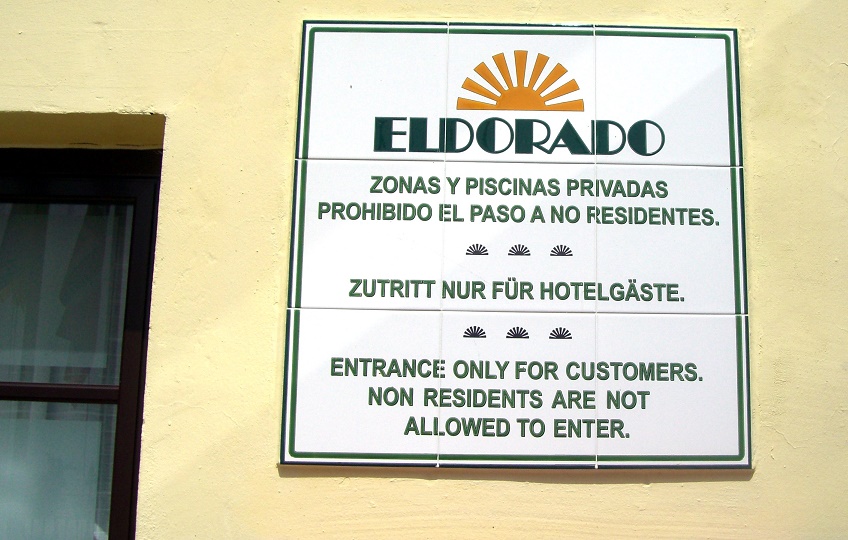 ELDORADO
ZONAS Y PISCINAS PRIVADAS
PROHIBIDO EL PASO A NO RESIDENTES.
ZUTRITT NUR FÜR HOTELGÄSTE.
ENTRANCE ONLY FOR CUSTOMERS.
NON RESIDENTS ARE NOT
ALLOWED TO ENTER.